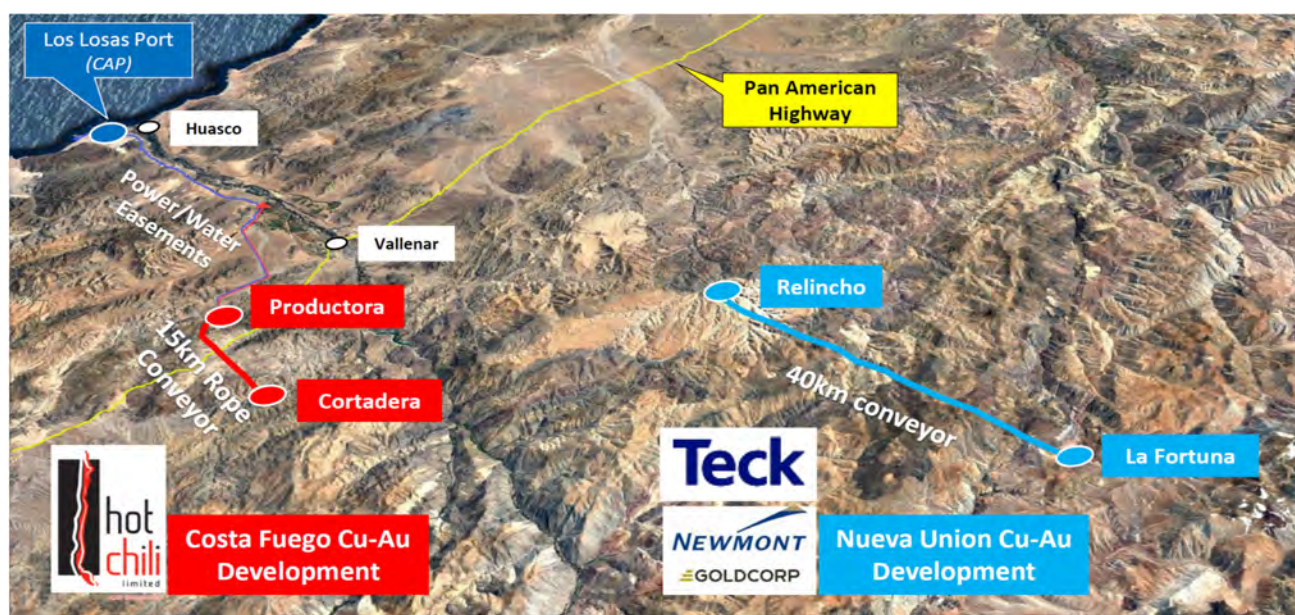 Los Losas Port
(CAP)
Huasco
Pan American
Highway
Power/Water
Easements
Vallenar
Productora
Relincho
15km Rope
Conveyor
Cortadera
40km conveyor
La Fortuna
hot
chili
limited
Costa Fuego Cu-Au
Development
Teck
NEWMONT
GOLDCORP
Nueva Union Cu-Au
Development